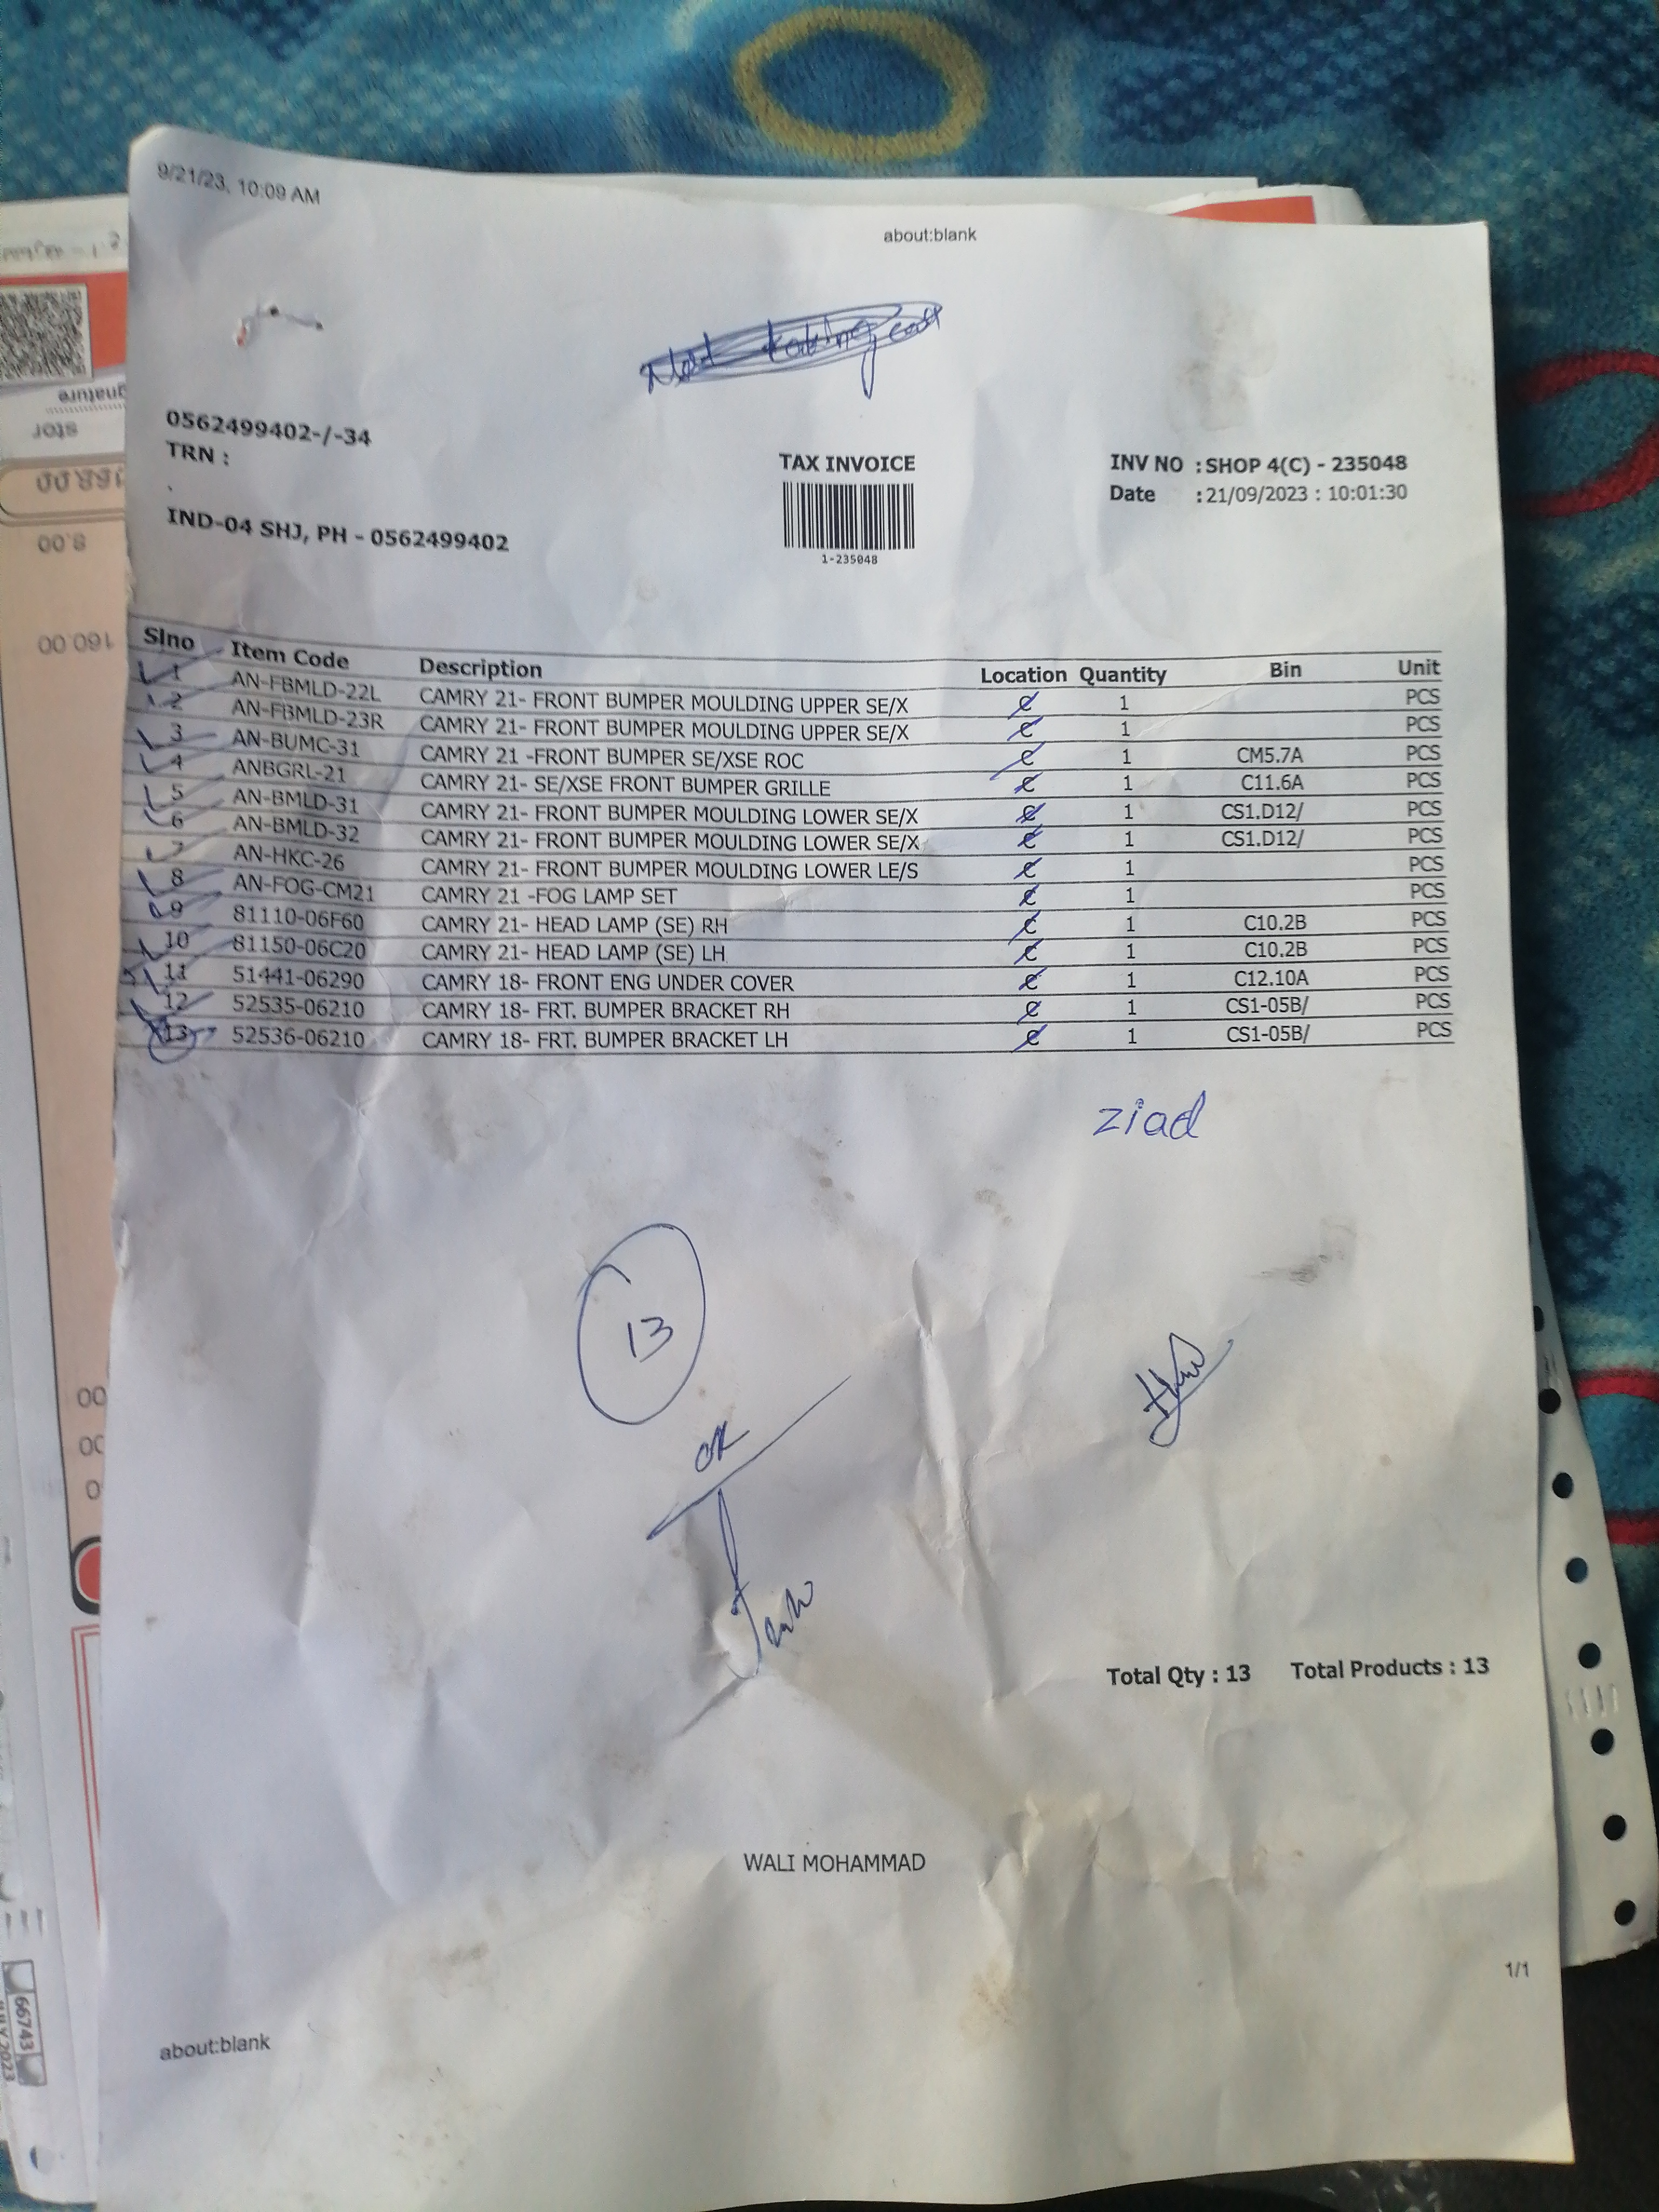 9/21/23, 10:09 AM
about:blank
0562499402-/-34
TRN :
.
IND-04 SHJ, PH - 0562499402
TAX INVOICE
1-235048
INV NO : SHOP 4(C) - 235048
Date : 21/09/2023 : 10:01:30
Slno Item Code Description Location Quantity Bin Unit
1 AN-FBMLD-22L CAMRY 21- FRONT BUMPER MOULDING UPPER SE/X C 1 PCS
2 AN-FBMLD-23R CAMRY 21- FRONT BUMPER MOULDING UPPER SE/X C 1 PCS
3 AN-BUMC-31 CAMRY 21 -FRONT BUMPER SE/XSE ROC C 1 CM5.7A PCS
4 ANBGRL-21 CAMRY 21- SE/XSE FRONT BUMPER GRILLE C 1 C11.6A PCS
5 AN-BMLD-31 CAMRY 21- FRONT BUMPER MOULDING LOWER SE/X C 1 CS1.D12/ PCS
6 AN-BMLD-32 CAMRY 21- FRONT BUMPER MOULDING LOWER SE/X C 1 CS1.D12/ PCS
7 AN-HKC-26 CAMRY 21- FRONT BUMPER MOULDING LOWER LE/S C 1 PCS
8 AN-FOG-CM21 CAMRY 21 -FOG LAMP SET C 1 PCS
9 81110-06F60 CAMRY 21- HEAD LAMP (SE) RH C 1 C10.2B PCS
10 81150-06C20 CAMRY 21- HEAD LAMP (SE) LH C 1 C10.2B PCS
11 51441-06290 CAMRY 18- FRONT ENG UNDER COVER C 1 C12.10A PCS
12 52535-06210 CAMRY 18- FRT. BUMPER BRACKET RH C 1 CS1-05B/ PCS
13 52536-06210 CAMRY 18- FRT. BUMPER BRACKET LH C 1 CS1-05B/ PCS
ziad
13
OK
Total Qty : 13 Total Products : 13
WALI MOHAMMAD
1/1
about:blank
160.00
8.00
66743